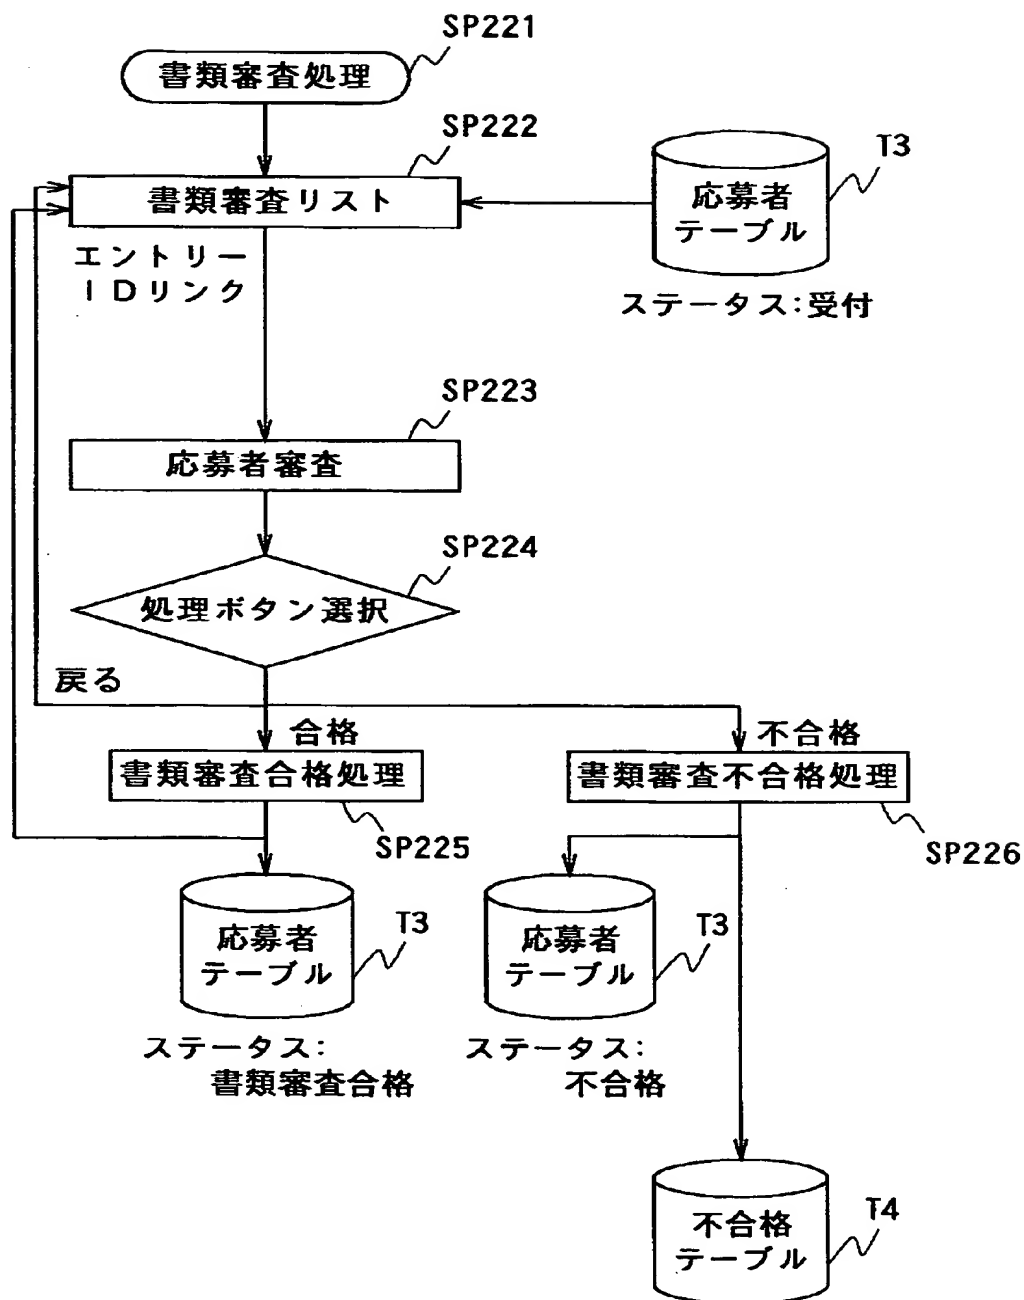 SP221
書類審査処理
SP222
書類審査リスト
T3
応募者
テーブル
エントリー
IDリンク
ステータス:受付
SP223
応募者審査
SP224
処理ボタン選択
戻る
合格
不合格
書類審査合格処理
書類審査不合格処理
SP225
SP226
応募者
テーブル
T3
応募者
テーブル
T3
ステータス:
書類審査合格
ステータス:
不合格
不合格
テーブル
T4